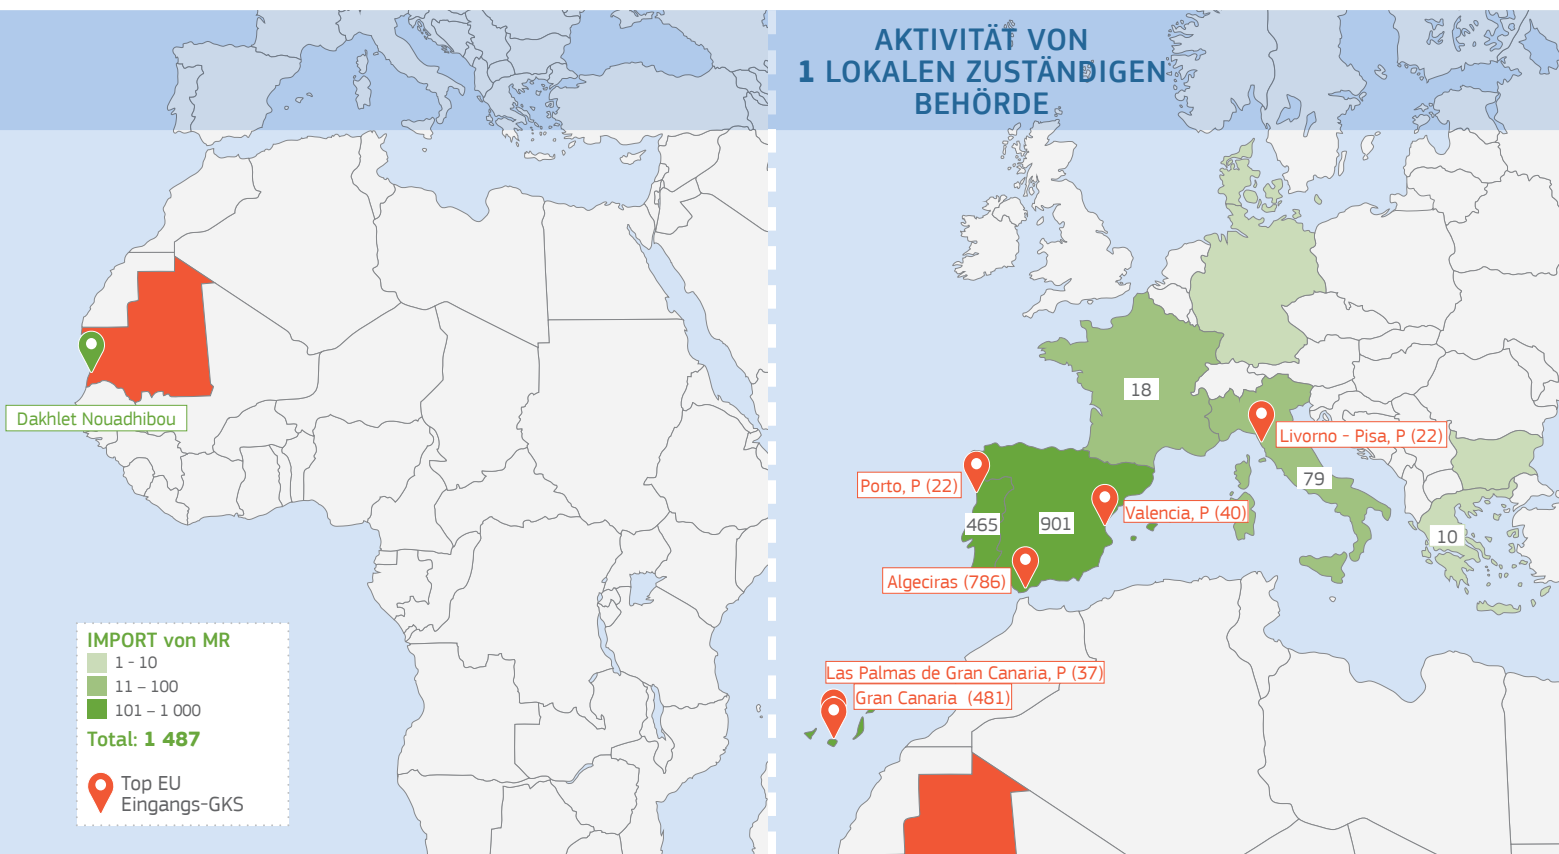 AKTIVITÄT VON
1 LOKALEN ZUSTÄNDIGEN
BEHÖRDE
Dakhlet Nouadhibou
IMPORT von MR
1 - 10
11 – 100
101 – 1 000
Total: 1 487
Top EU
Eingangs-GKS
18
Livorno - Pisa, P (22)
79
Porto, P (22)
Valencia, P (40)
465
901
10
Algeciras (786)
Las Palmas de Gran Canaria, P (37)
Gran Canaria (481)